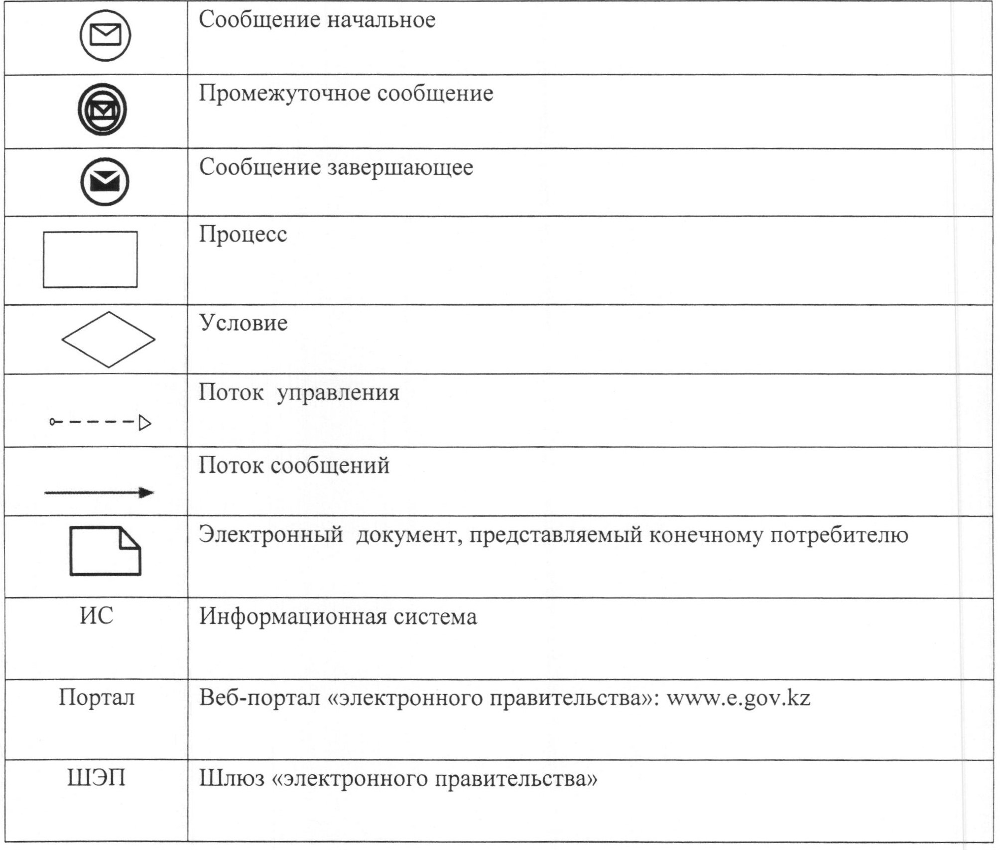 Сообщение начальное
Промежуточное сообщение
Сообщение завершающее
Процесс
Условие
Поток управления
Поток сообщений
Электронный документ, представляемый конечному потребителю
ИС Информационная система
Портал Веб-портал «электронного правительства»: www.e.gov.kz
ШЭП Шлюз «электронного правительства»